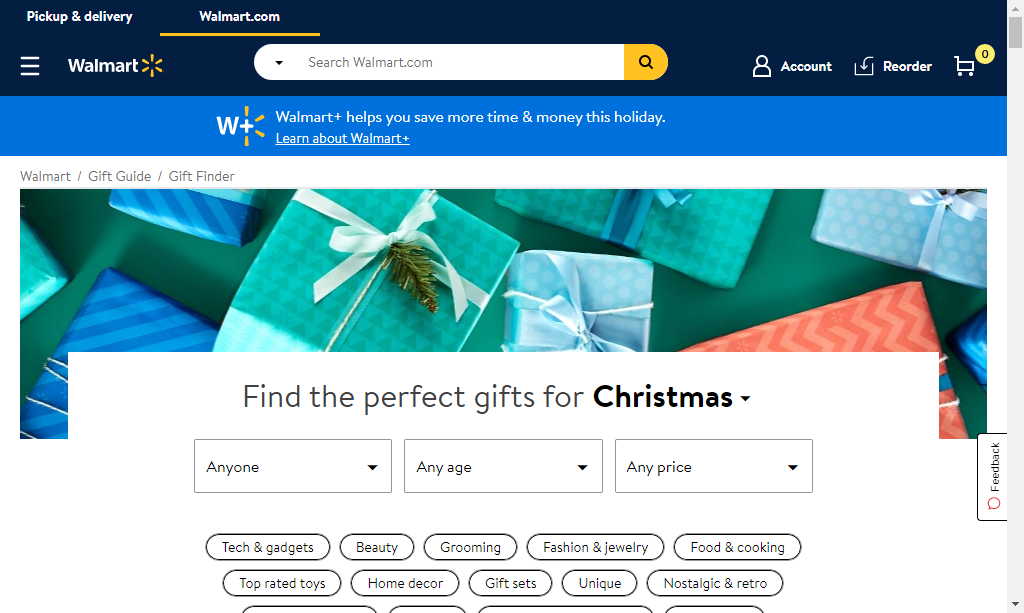 Pickup & delivery
Walmart.com
Walmart
Search Walmart.com
Account
Reorder
0
W+
Walmart+ helps you save more time & money this holiday.
Learn about Walmart+
Walmart / Gift Guide / Gift Finder
Find the perfect gifts for Christmas
Anyone
Any age
Any price
Feedback
Tech & gadgets
Beauty
Grooming
Fashion & jewelry
Food & cooking
Top rated toys
Home decor
Gift sets
Unique
Nostalgic & retro